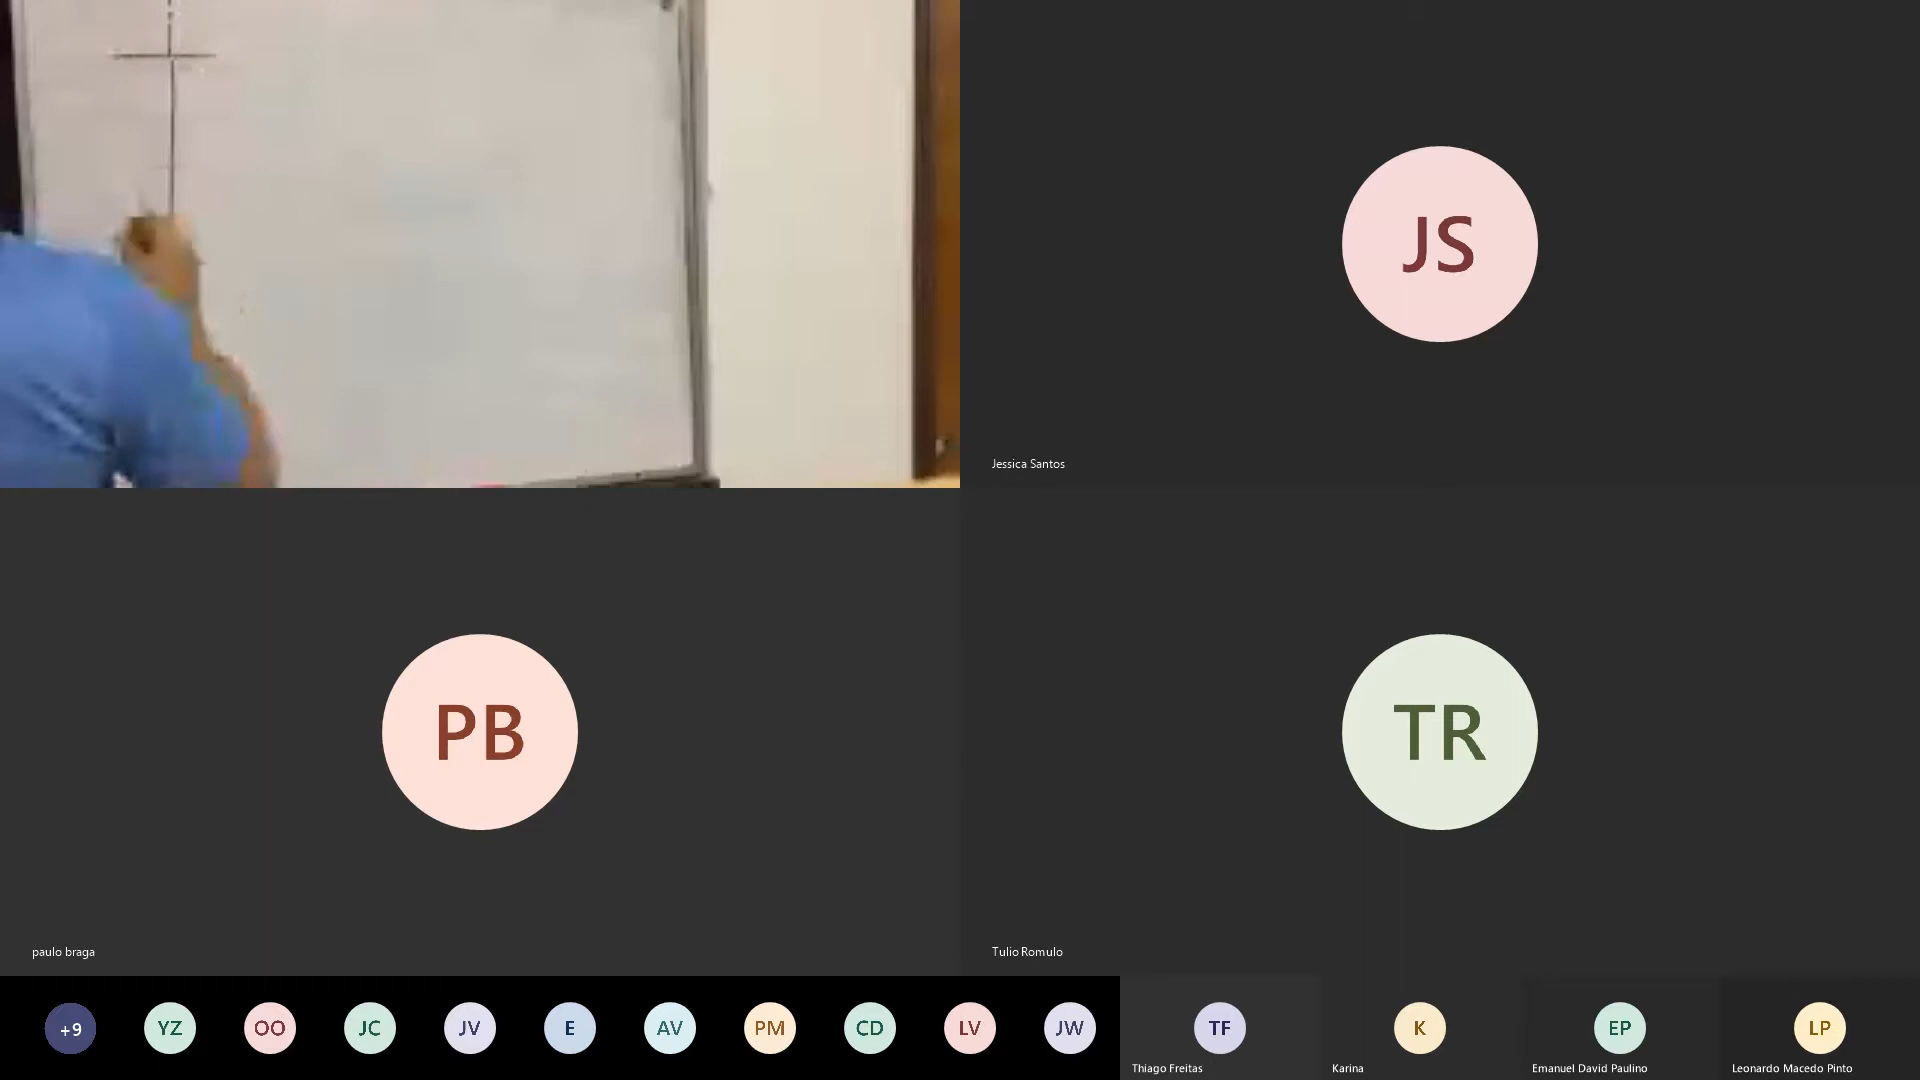 JS
Jessica Santos
PB
paulo braga
TR
Tulio Romulo
+9
YZ
OO
JC
JV
E
AV
PM
CD
LV
JW
TF
Thiago Freitas
K
Karina
EP
Emanuel David Paulino
LP
Leonardo Macedo Pinto